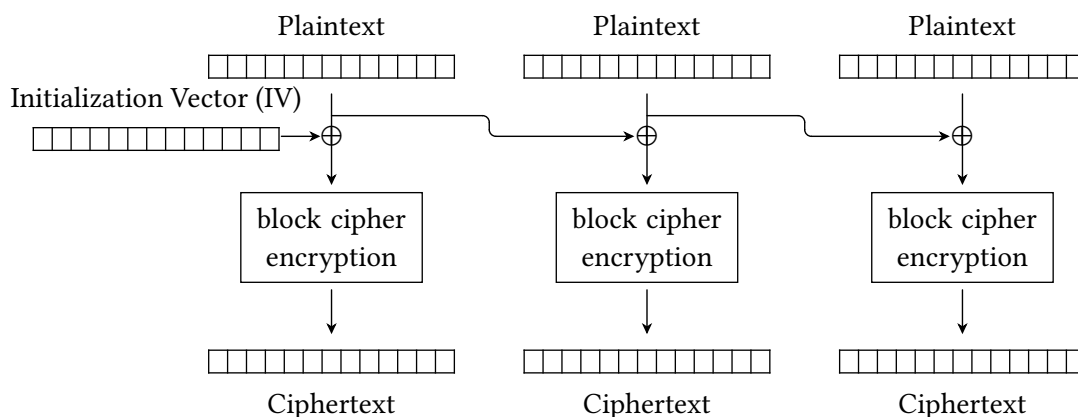 Plaintext
Plaintext
Plaintext
Initialization Vector (IV)
block cipher
encryption
block cipher
encryption
block cipher
encryption
Ciphertext
Ciphertext
Ciphertext